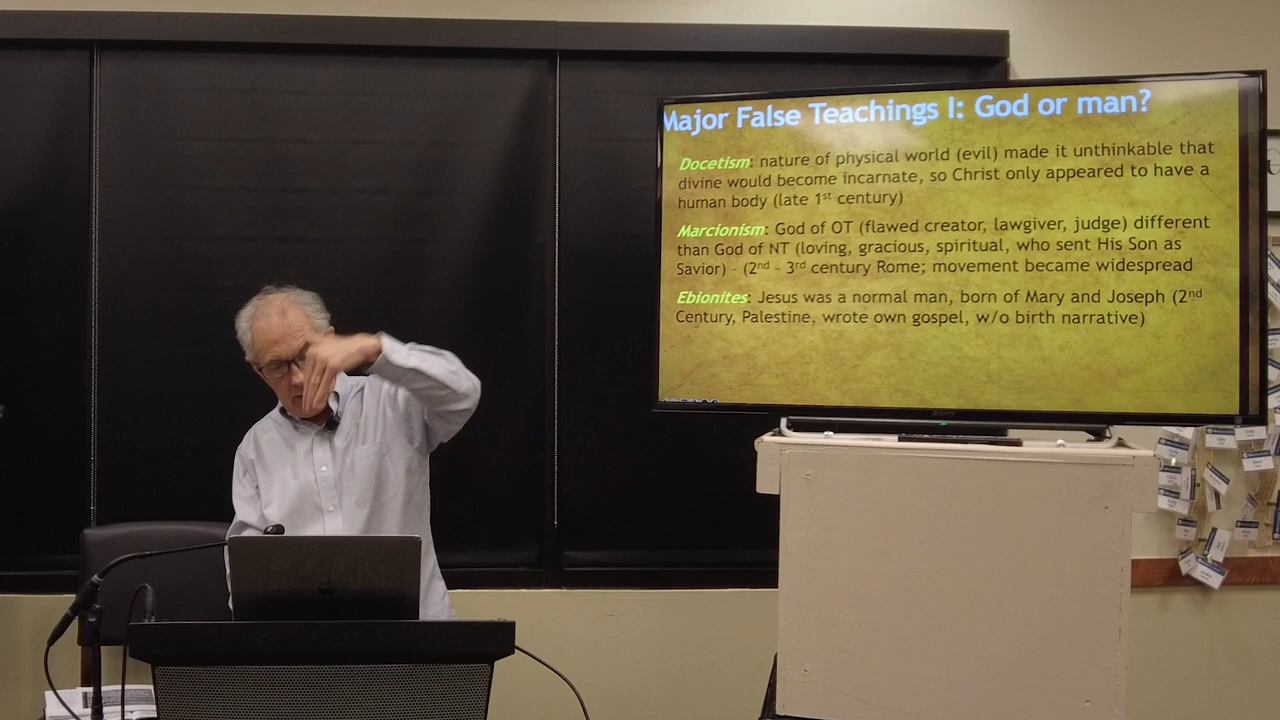 Major False Teachings I: God or man?
Docetism: nature of physical world (evil) made it unthinkable that
divine would become incarnate, so Christ only appeared to have a
human body (late 1st century)
Marcionism: God of OT (flawed creator, lawgiver, judge) different
than God of NT (loving, gracious, spiritual, who sent His Son as
Savior) - (2nd - 3rd century Rome; movement became widespread
Ebionites: Jesus was a normal man, born of Mary and Joseph (2nd
Century, Palestine, wrote own gospel, w/o birth narrative)
SONY